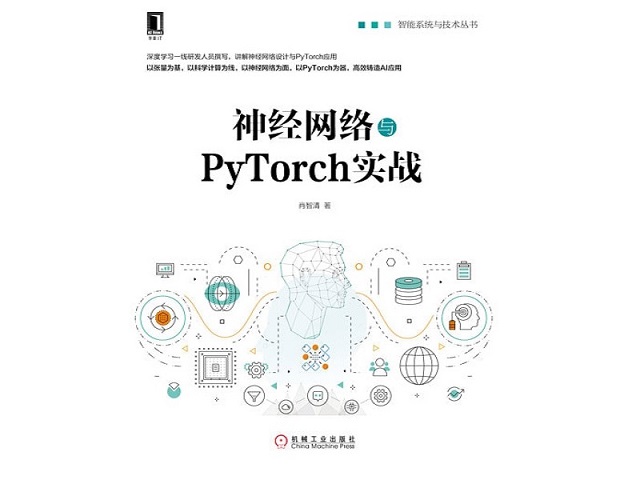 华章IT
智能系统与技术丛书
深度学习一线研发人员撰写，讲解神经网络设计与PyTorch应用
以张量为基，以科学计算为线，以神经网络为面，以PyTorch为器，高效铸造AI应用
神经网络与
PyTorch实战
肖智清 著
机械工业出版社
China Machine Press